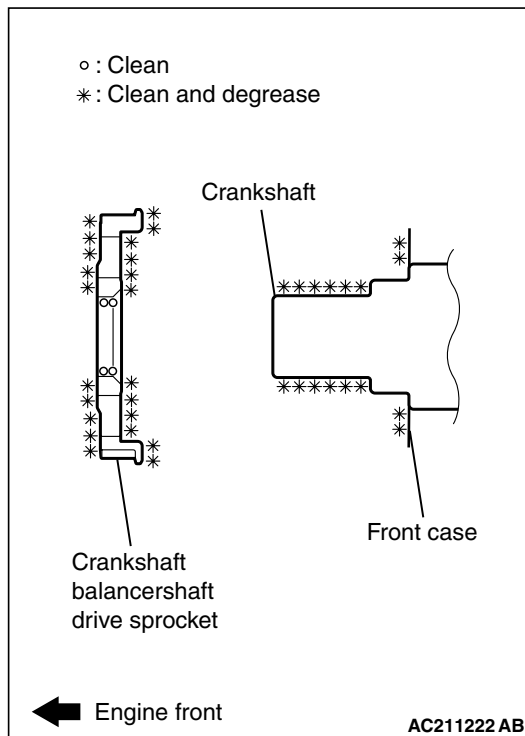 ○ : Clean
✳ : Clean and degrease
Crankshaft
Front case
Crankshaft
balancershaft
drive sprocket
Engine front
AC211222 AB